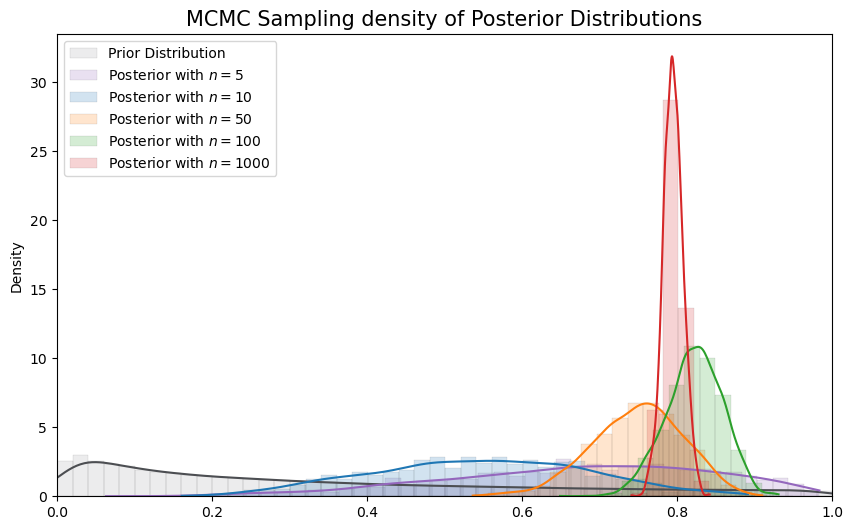 MCMC Sampling density of Posterior Distributions
Prior Distribution
Posterior with n = 5
Posterior with n = 10
Posterior with n = 50
Posterior with n = 100
Posterior with n = 1000
Density
30
25
20
15
10
5
0
0.0 0.2 0.4 0.6 0.8 1.0